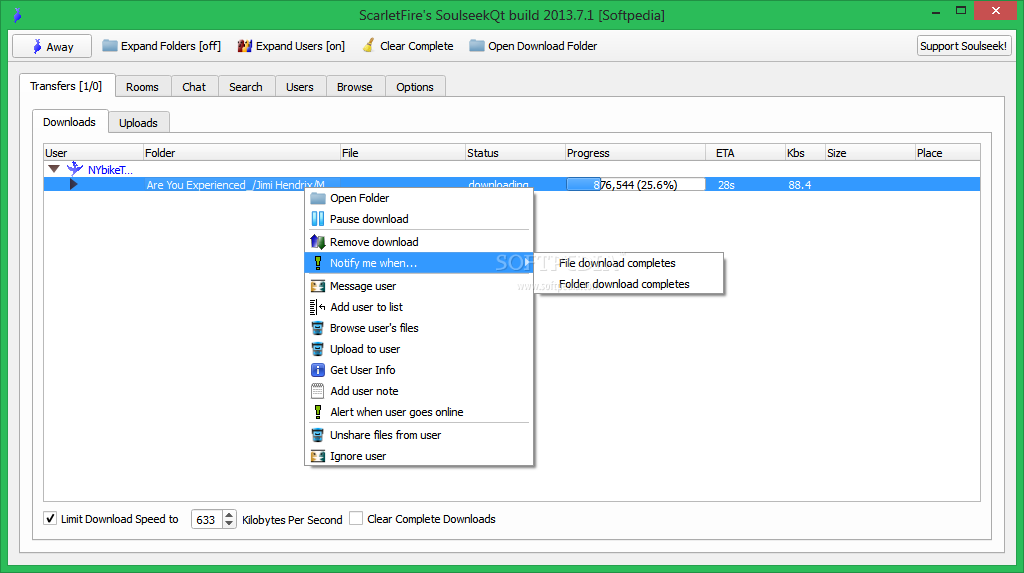 ScarletFire's SoulseekQt build 2013.7.1 [Softpedia]
Away Expand Folders [off] Expand Users [on] Clear Complete Open Download Folder Support Soulseek!
Transfers [1/0] Rooms Chat Search Users Browse Options
Downloads Uploads
User Folder File Status Progress ETA Kbs Size Place
NYbikeT...
Are You Experienced_/Jimi Hendrix/M downloading 876,544 (25.6%) 28s 88.4
Open Folder
Pause download
Remove download
Notify me when...
File download completes
Folder download completes
Message user
Add user to list
Browse user's files
Upload to user
Get User Info
Add user note
Alert when user goes online
Unshare files from user
Ignore user
SOFTPEDIA
Limit Download Speed to 633 Kilobytes Per Second Clear Complete Downloads